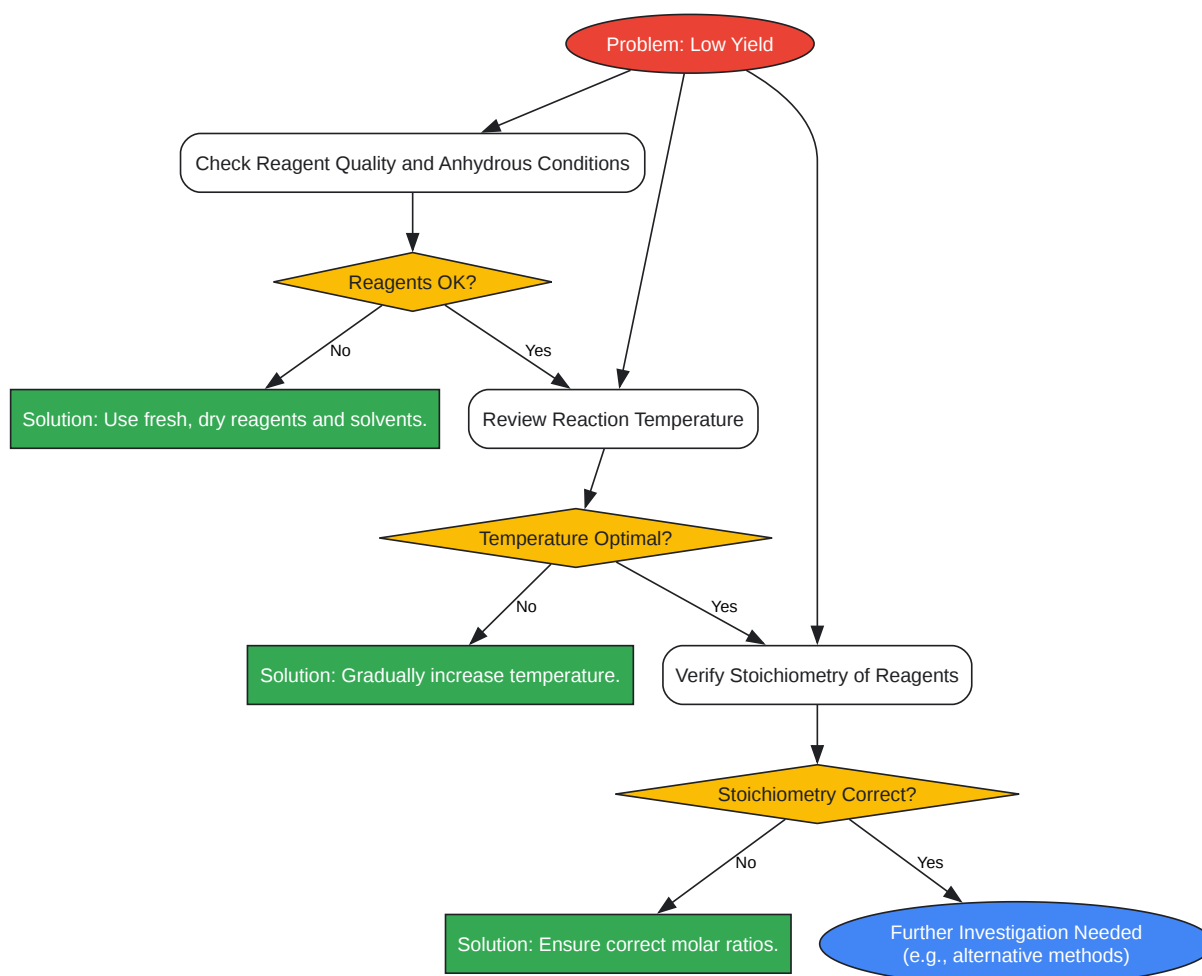 Problem: Low Yield
Check Reagent Quality and Anhydrous Conditions
Reagents OK?
No
Yes
Solution: Use fresh, dry reagents and solvents.
Review Reaction Temperature
Temperature Optimal?
No
Yes
Solution: Gradually increase temperature.
Verify Stoichiometry of Reagents
Stoichiometry Correct?
No
Yes
Solution: Ensure correct molar ratios.
Further Investigation Needed
(e.g., alternative methods)